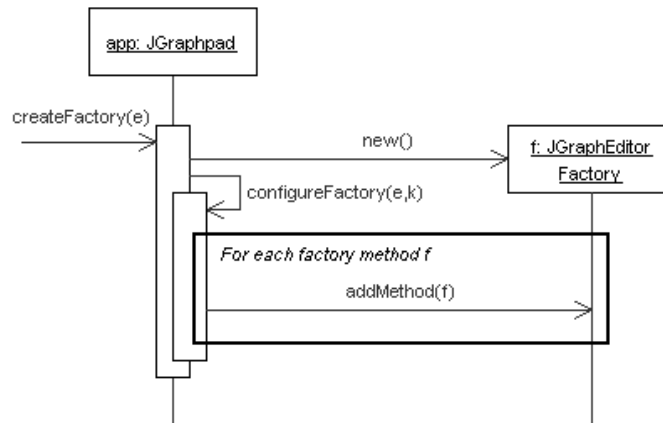 app: JGraphpad
createFactory(e)
new()
f: JGraphEditor
Factory
configureFactory(e,k)
For each factory method f
addMethod(f)